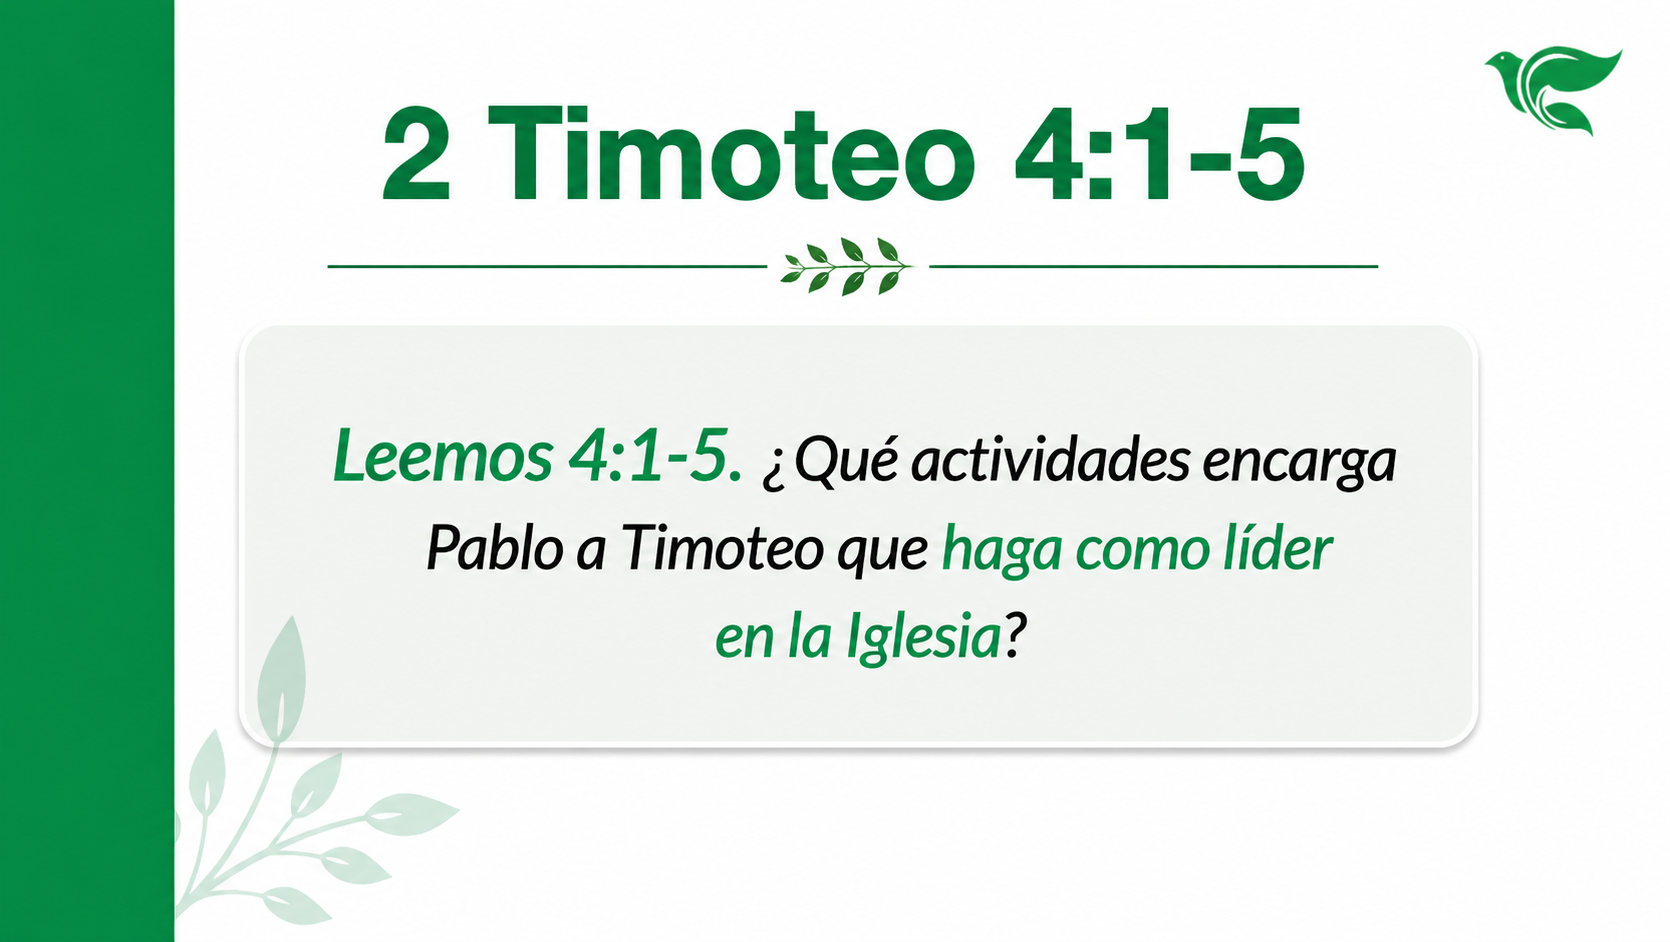 2 Timoteo 4:1-5
Leemos 4:1-5. ¿Qué actividades encarga
Pablo a Timoteo que haga como líder
en la Iglesia?